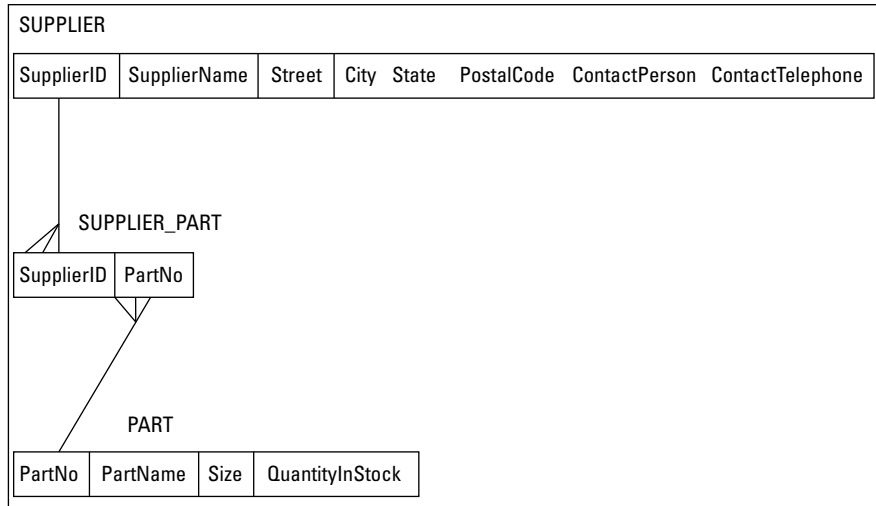 SUPPLIER
SupplierID SupplierName Street City State PostalCode ContactPerson ContactTelephone
SUPPLIER_PART
SupplierID PartNo
PART
PartNo PartName Size QuantityInStock